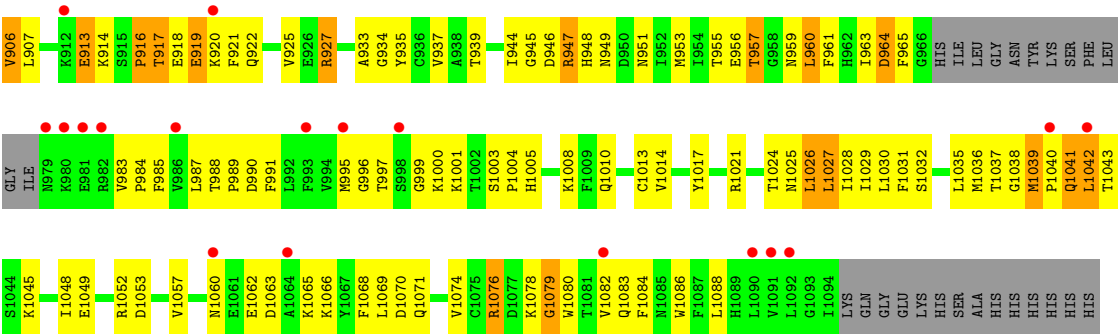 V906 L907 K912 E913 K914 S915 P916 T917 E918 E919 K920 F921 Q922 V925 E926 R927 A933 G934 Y935 C936 V937 A938 T939 I944 G945 D946 R947 H948 N949 D950 N951 I952 M953 I954 T955 E956 T957 G958 N959 L960 F961 H962 I963 D964 F965 G966 HIS ILE LEU GLY ASN TYR LYS SER PHE LEU
GLY ILE N979 K980 E981 R982 V983 P984 F985 V986 L987 T988 P989 D990 F991 L992 F993 V994 M995 G996 T997 S998 G999 K1000 K1001 T1002 S1003 P1004 H1005 K1008 F1009 Q1010 C1013 V1014 Y1017 R1021 T1024 N1025 L1026 L1027 I1028 I1029 L1030 F1031 S1032 L1035 M1036 T1037 G1038 M1039 P1040 Q1041 L1042 T1043
S1044 K1045 I1048 E1049 R1052 D1053 V1057 N1060 E1061 E1062 D1063 A1064 K1065 K1066 Y1067 F1068 L1069 D1070 Q1071 V1074 C1075 R1076 D1077 K1078 G1079 W1080 T1081 V1082 Q1083 F1084 N1085 W1086 F1087 L1088 H1089 L1090 V1091 L1092 G1093 I1094 LYS GLN GLY GLU LYS HIS SER ALA HIS HIS HIS HIS HIS HIS